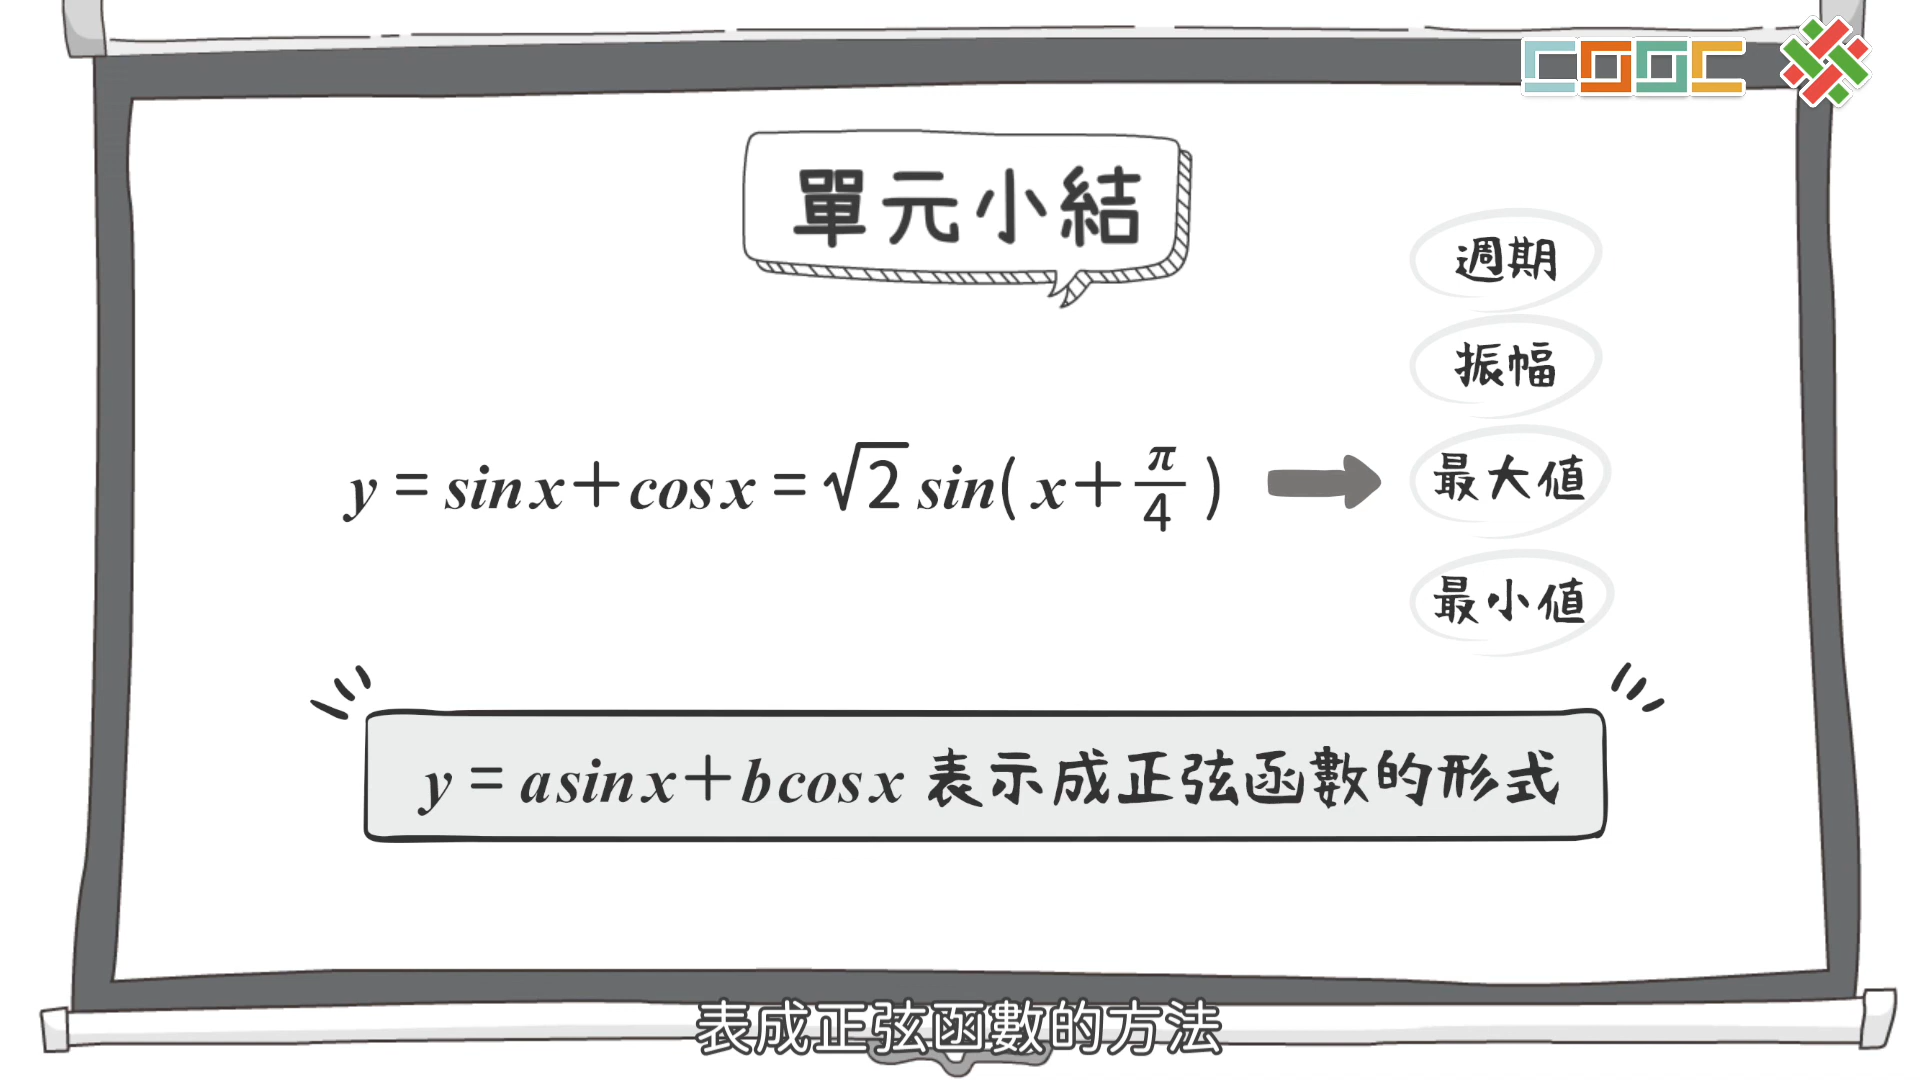 COOC
單元小結
週期
振幅
最大值
最小值
y = sin x + cos x = √2 sin( x + π/4 )
y = a sin x + b cos x 表示成正弦函數的形式
表成正弦函數的方法